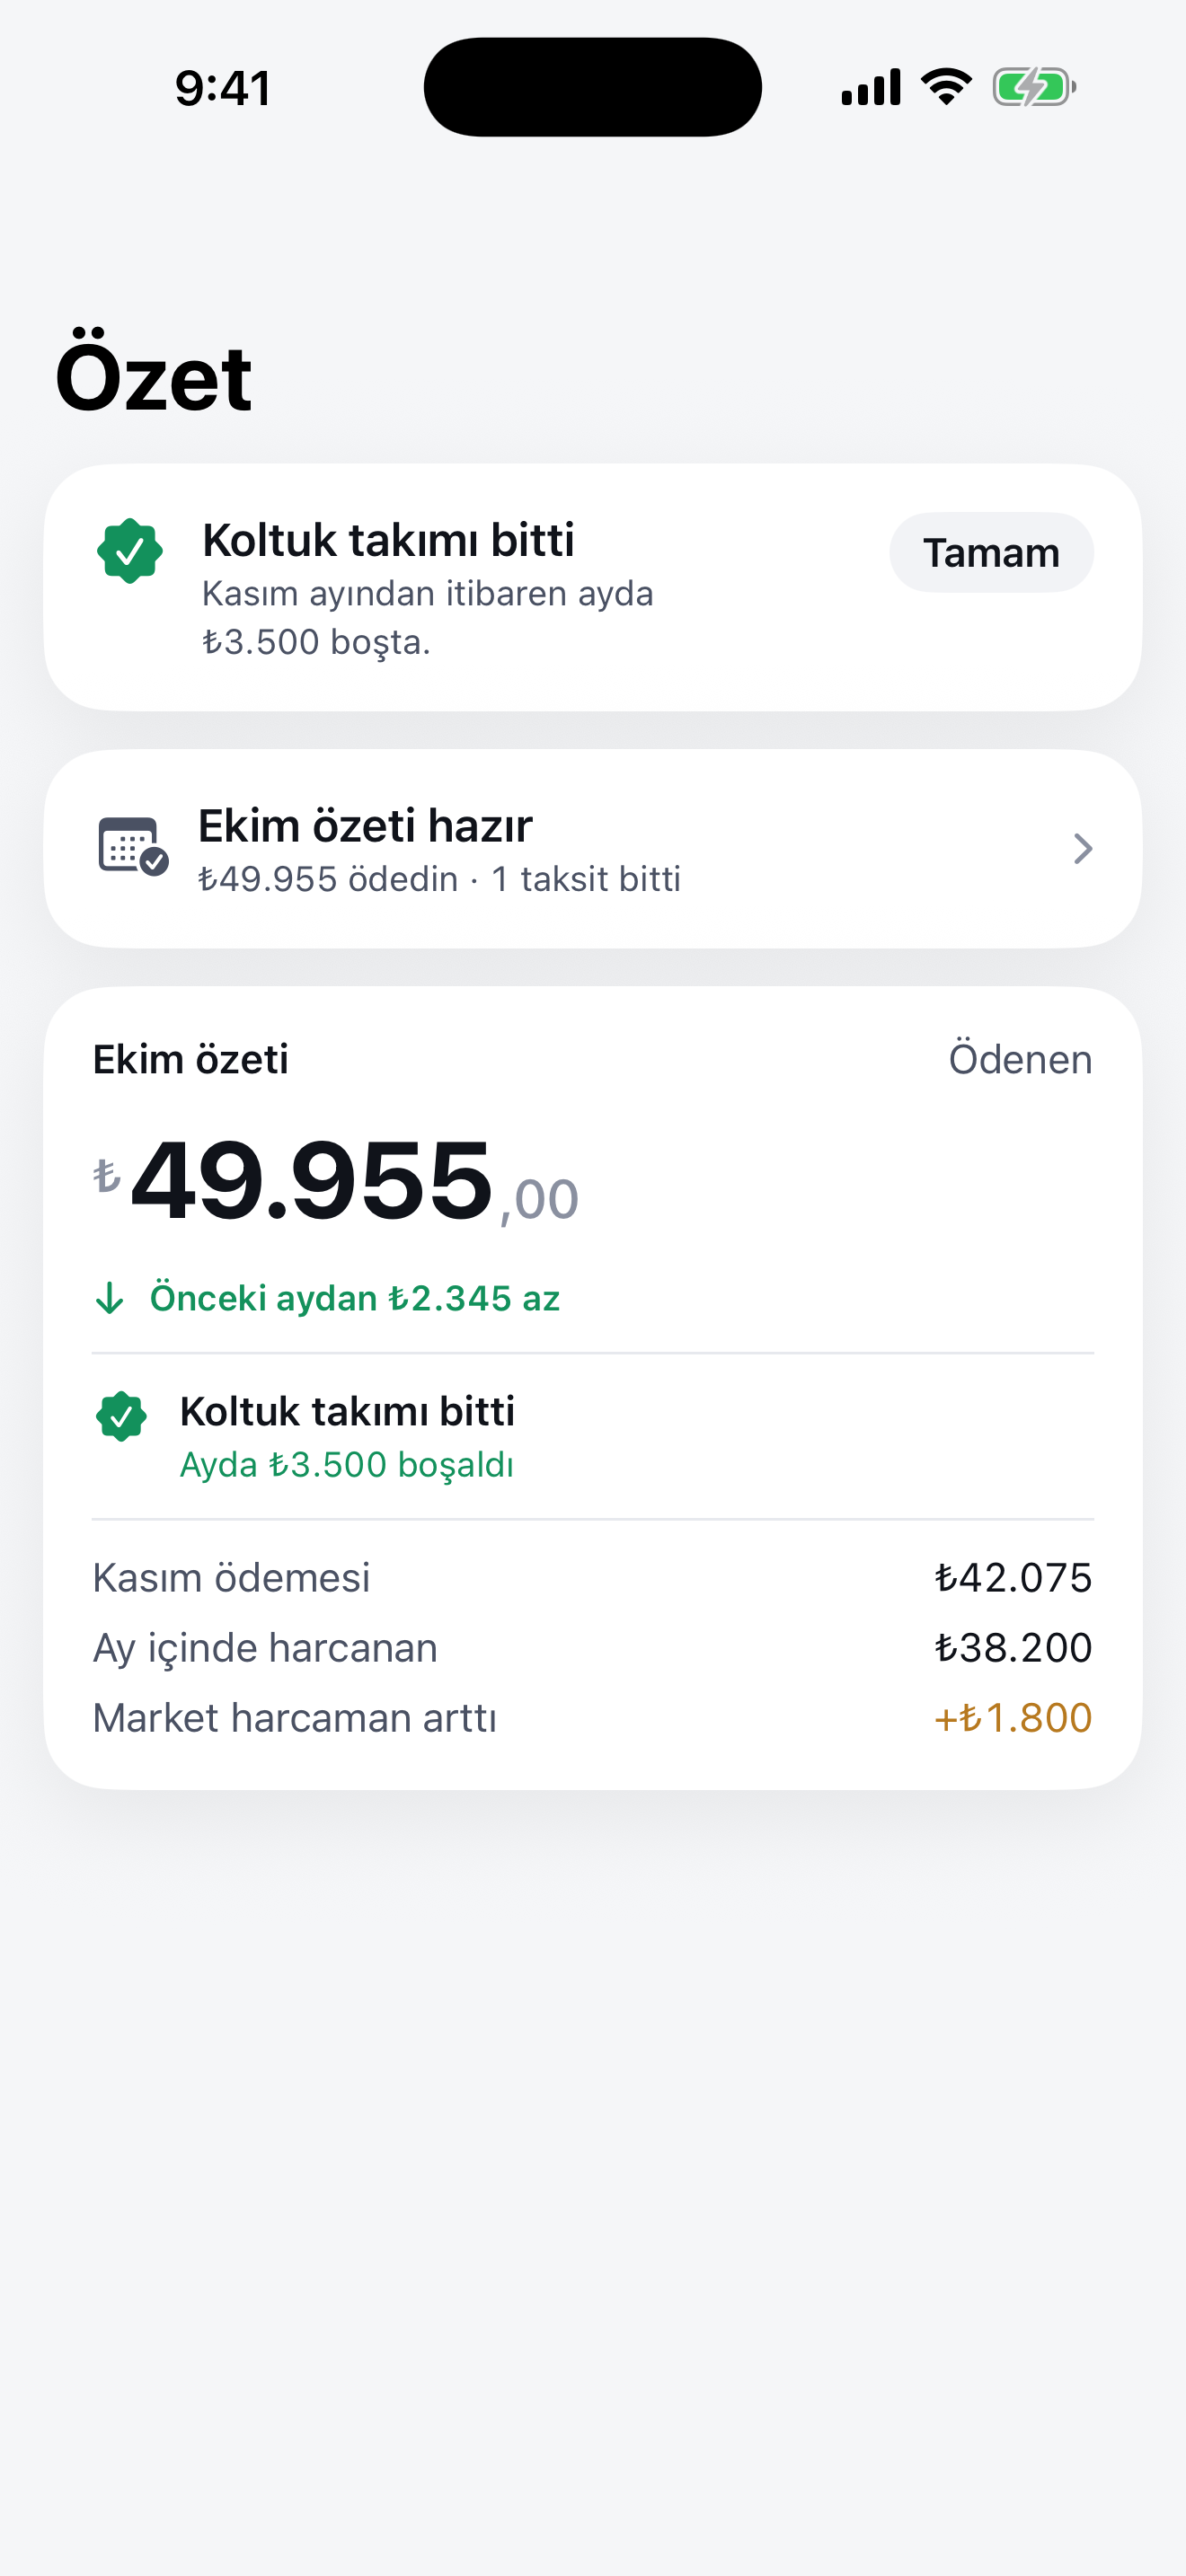 9:41
Özet
Koltuk takımı bitti
Tamam
Kasım ayından itibaren ayda
₺3.500 boşta.
Ekim özeti hazır
₺49.955 ödedin · 1 taksit bitti
Ekim özeti
Ödenen
₺49.955,00
Önceki aydan ₺2.345 az
Koltuk takımı bitti
Ayda ₺3.500 boşaldı
Kasım ödemesi ₺42.075
Ay içinde harcanan ₺38.200
Market harcaman arttı +₺1.800